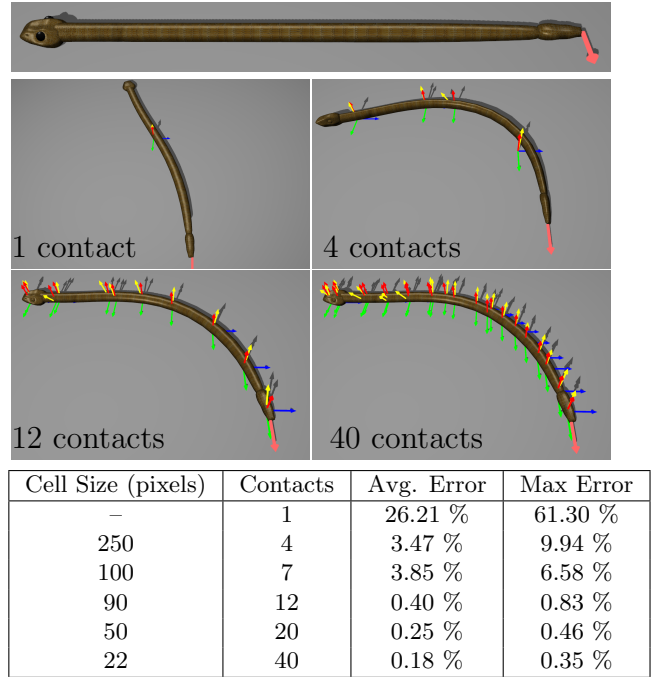 1 contact
4 contacts
12 contacts
40 contacts
Cell Size (pixels) Contacts Avg. Error Max Error
– 1 26.21 % 61.30 %
250 4 3.47 % 9.94 %
100 7 3.85 % 6.58 %
90 12 0.40 % 0.83 %
50 20 0.25 % 0.46 %
22 40 0.18 % 0.35 %